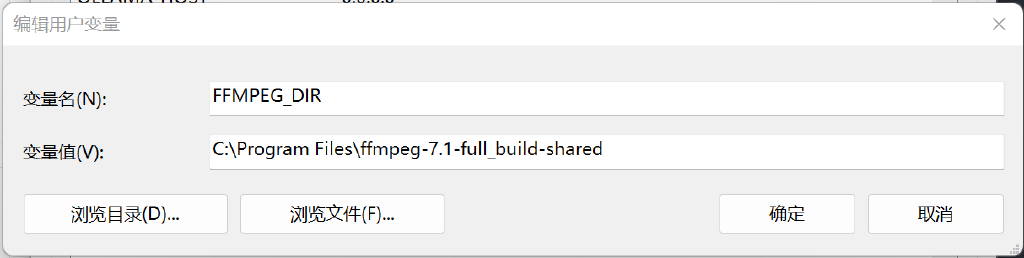 编辑用户变量
变量名(N): FFMPEG_DIR
变量值(V): C:\Program Files\ffmpeg-7.1-full_build-shared
浏览目录(D)... 浏览文件(F)... 确定 取消